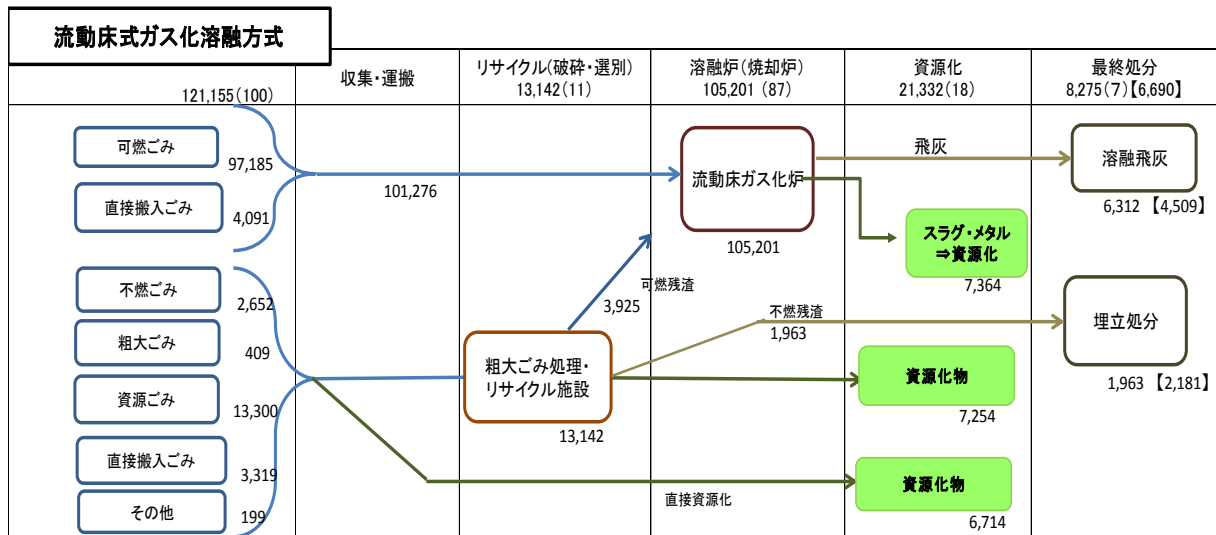 流動床式ガス化溶融方式
121,155(100)
収集・運搬
リサイクル(破砕・選別)
13,142(11)
溶融炉(焼却炉)
105,201 (87)
資源化
21,332(18)
最終処分
8,275(7)【6,690】
可燃ごみ
97,185
直接搬入ごみ
4,091
101,276
流動床ガス化炉
105,201
飛灰
溶融飛灰
6,312 【4,509】
スラグ・メタル
⇒資源化
7,364
不燃ごみ
2,652
粗大ごみ
409
資源ごみ
13,300
直接搬入ごみ
3,319
その他
199
可燃残渣
3,925
粗大ごみ処理・
リサイクル施設
13,142
不燃残渣
1,963
埋立処分
1,963 【2,181】
資源化物
7,254
直接資源化
資源化物
6,714